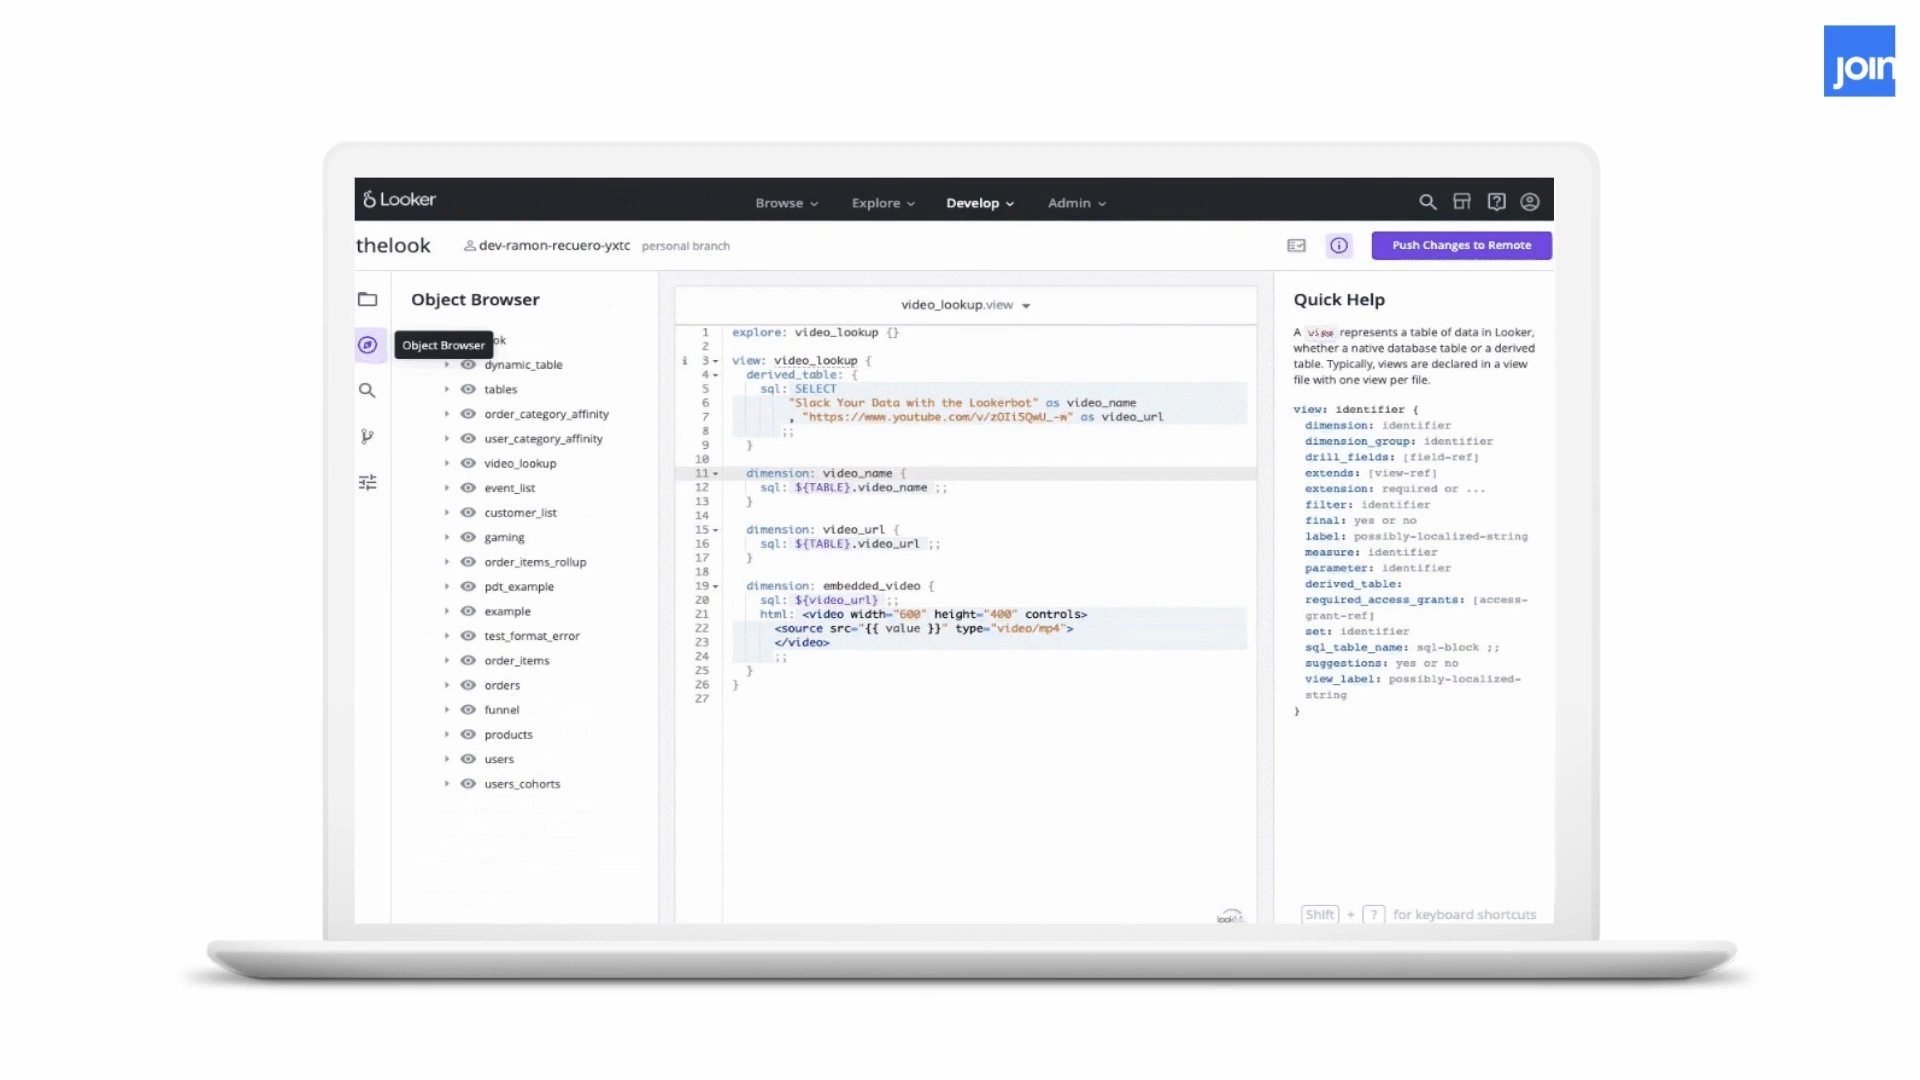 join
Looker
Browse
Explore
Develop
Admin
thelook
dev-ramon-recuero-yxtc personal branch
Push Changes to Remote
Object Browser
Object Browser
ok
dynamic_table
tables
order_category_affinity
user_category_affinity
video_lookup
event_list
customer_list
gaming
order_items_rollup
pdt_example
example
test_format_error
order_items
orders
funnel
products
users
users_cohorts
video_lookup.view
1 explore: video_lookup {}
2
i 3 view: video_lookup {
4 derived_table: {
5 sql: SELECT
6 "Slack Your Data with the Lookerbot" as video_name
7 , "https://www.youtube.com/v/zOIi5QwU_-w" as video_url
8 ;;
9 }
10
11 dimension: video_name {
12 sql: ${TABLE}.video_name ;;
13 }
14
15 dimension: video_url {
16 sql: ${TABLE}.video_url ;;
17 }
18
19 dimension: embedded_video {
20 sql: ${video_url} ;;
21 html: <video width="600" height="400" controls>
22 <source src="{{ value }}" type="video/mp4">
23 </video>
24 ;;
25 }
26 }
27
Quick Help
A view represents a table of data in Looker,
whether a native database table or a derived
table. Typically, views are declared in a view
file with one view per file.
view: identifier {
dimension: identifier
dimension_group: identifier
drill_fields: [field-ref]
extends: [view-ref]
extension: required or ...
filter: identifier
final: yes or no
label: possibly-localized-string
measure: identifier
parameter: identifier
derived_table:
required_access_grants: [access-
grant-ref]
set: identifier
sql_table_name: sql-block ;;
suggestions: yes or no
view_label: possibly-localized-
string
}
Shift + ? for keyboard shortcuts